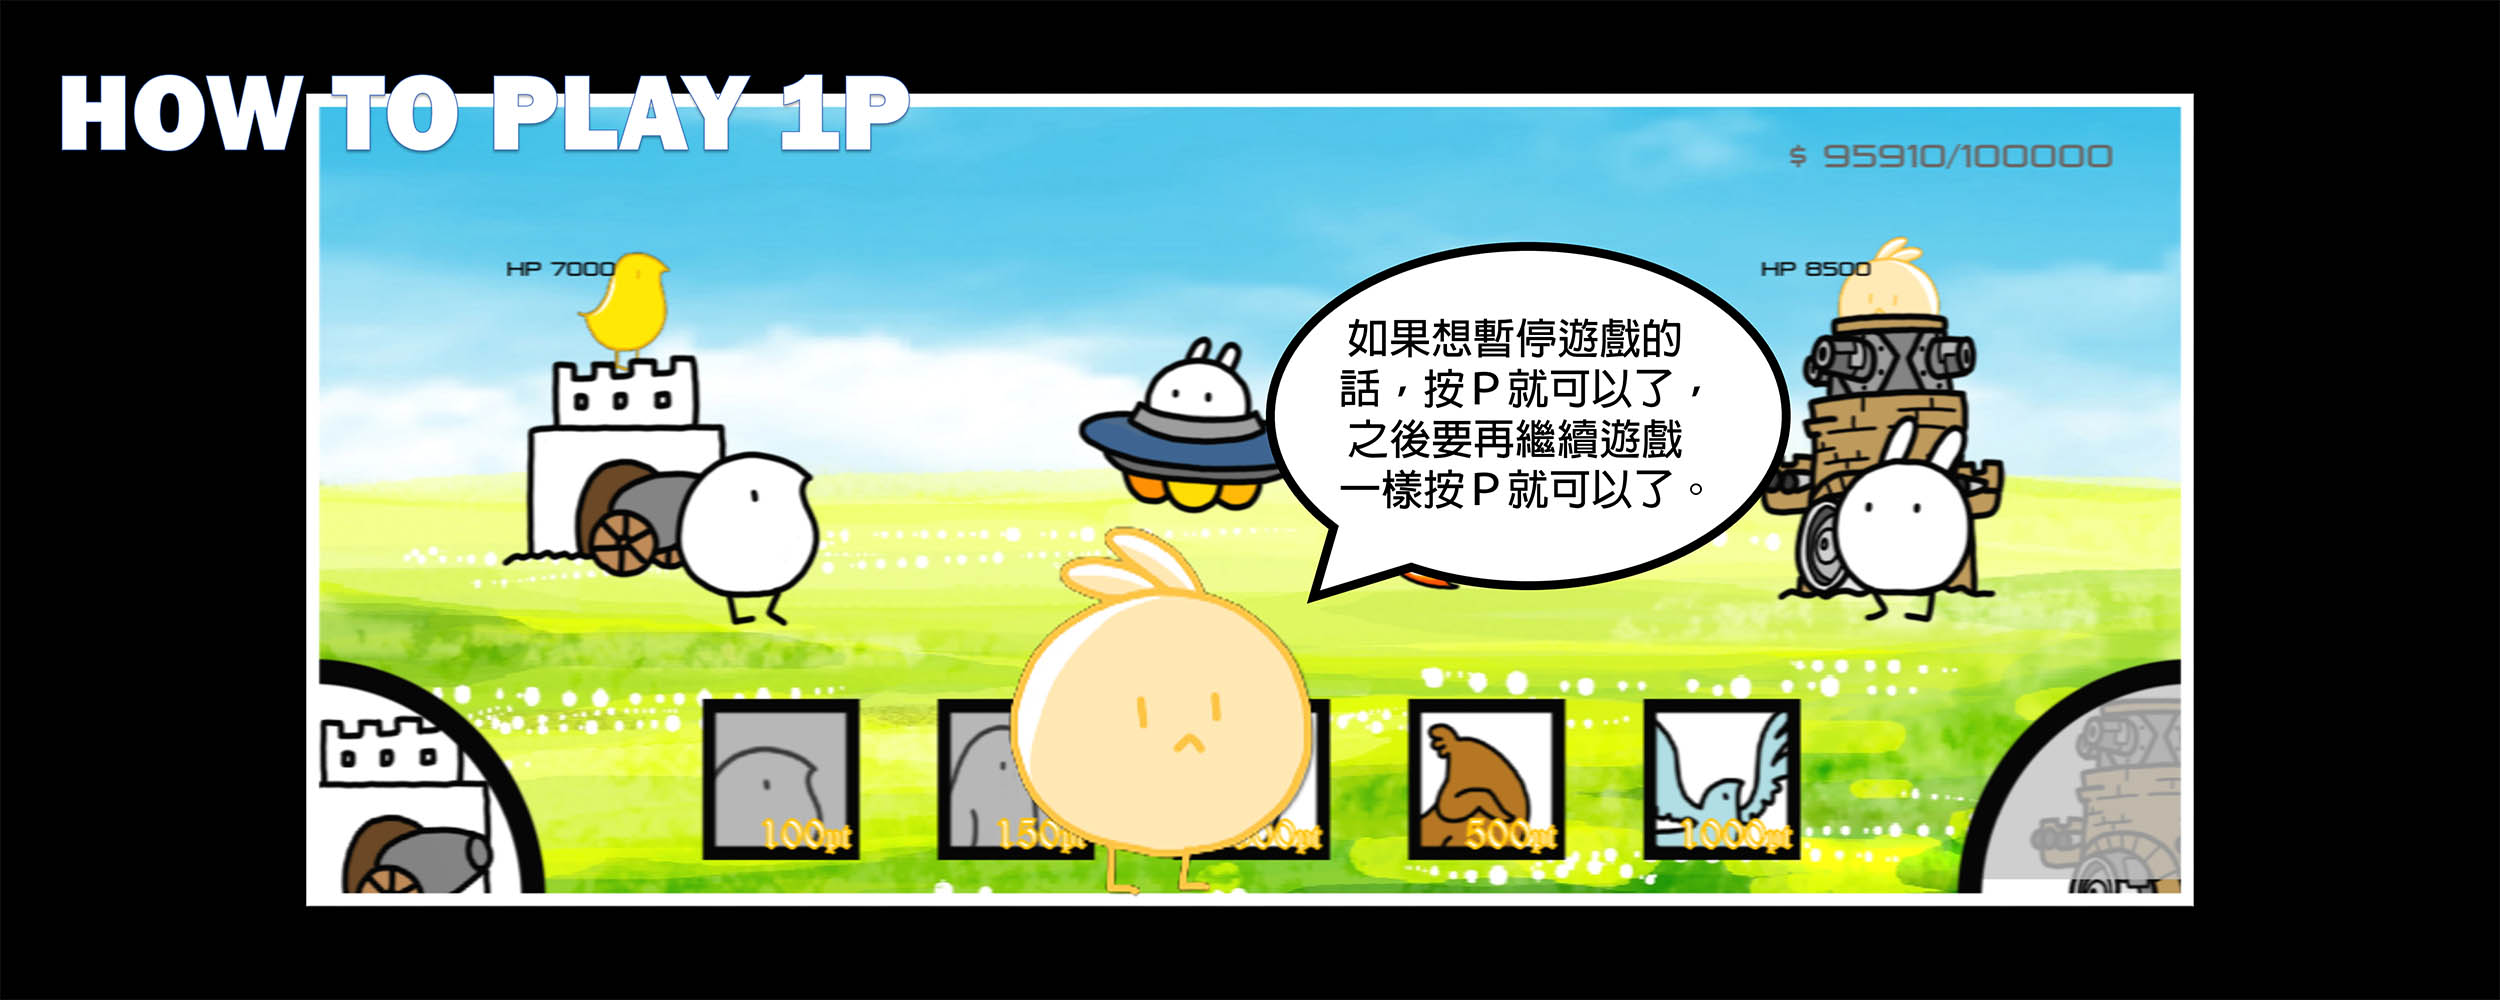 HOW TO PLAY 1P
$ 95910/100000
HP 7000
HP 8500
如果想暫停遊戲的
話，按P就可以了，
之後要再繼續遊戲
一樣按P就可以了。
100pt
150pt
500pt
1000pt